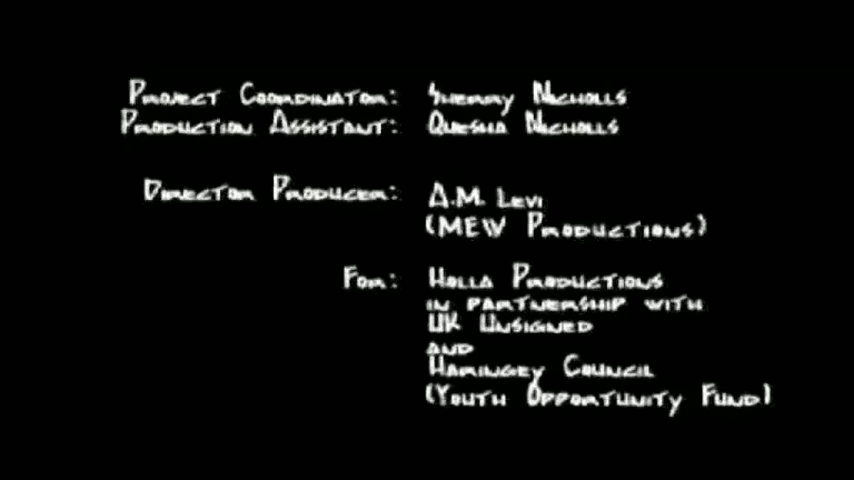 Project Coordinator: Sherry Nicholls
Production Assistant: Quesha Nicholls
Director Producer: A.M. Levi
(MEW Productions)
For: Holla Productions
in partnership with
UK Unsigned
and
Haringey Council
(Youth Opportunity Fund)